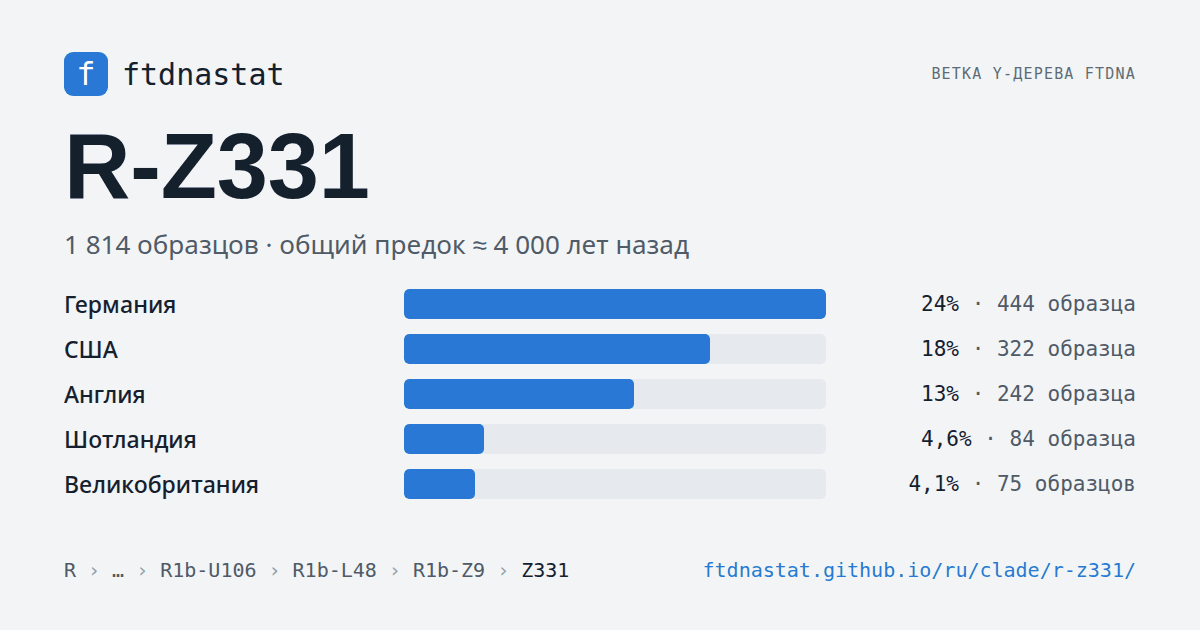 f ftdnastat
ВЕТКА Y-ДЕРЕВА FTDNA
R-Z331
1 814 образцов · общий предок ≈ 4 000 лет назад
Германия 24% · 444 образца
США 18% · 322 образца
Англия 13% · 242 образца
Шотландия 4,6% · 84 образца
Великобритания 4,1% · 75 образцов
R › … › R1b-U106 › R1b-L48 › R1b-Z9 › Z331
ftdnastat.github.io/ru/clade/r-z331/